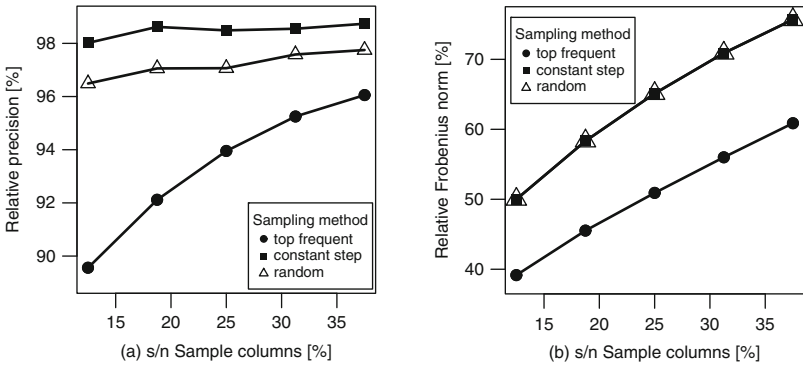 Relative precision [%]
98
96
94
92
90
Sampling method
top frequent
constant step
random
15 20 25 30 35
(a) s/n Sample columns [%]
Relative Frobenius norm [%]
70
60
50
40
Sampling method
top frequent
constant step
random
15 20 25 30 35
(b) s/n Sample columns [%]